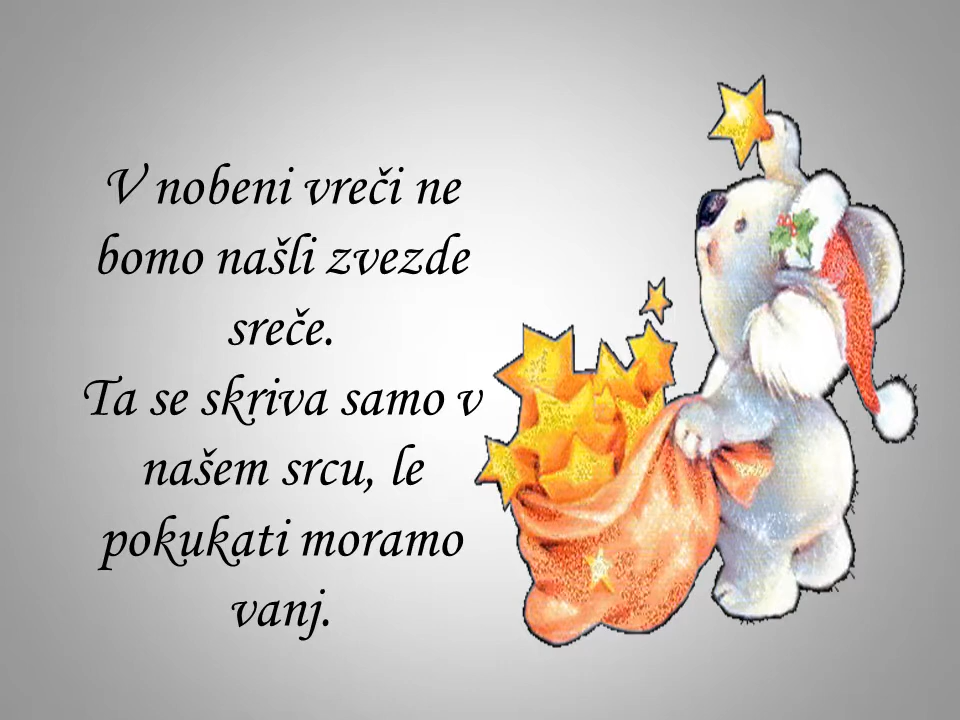 V nobeni vreči ne
bomo našli zvezde
sreče.
Ta se skriva samo v
našem srcu, le
pokukati moramo
vanj.